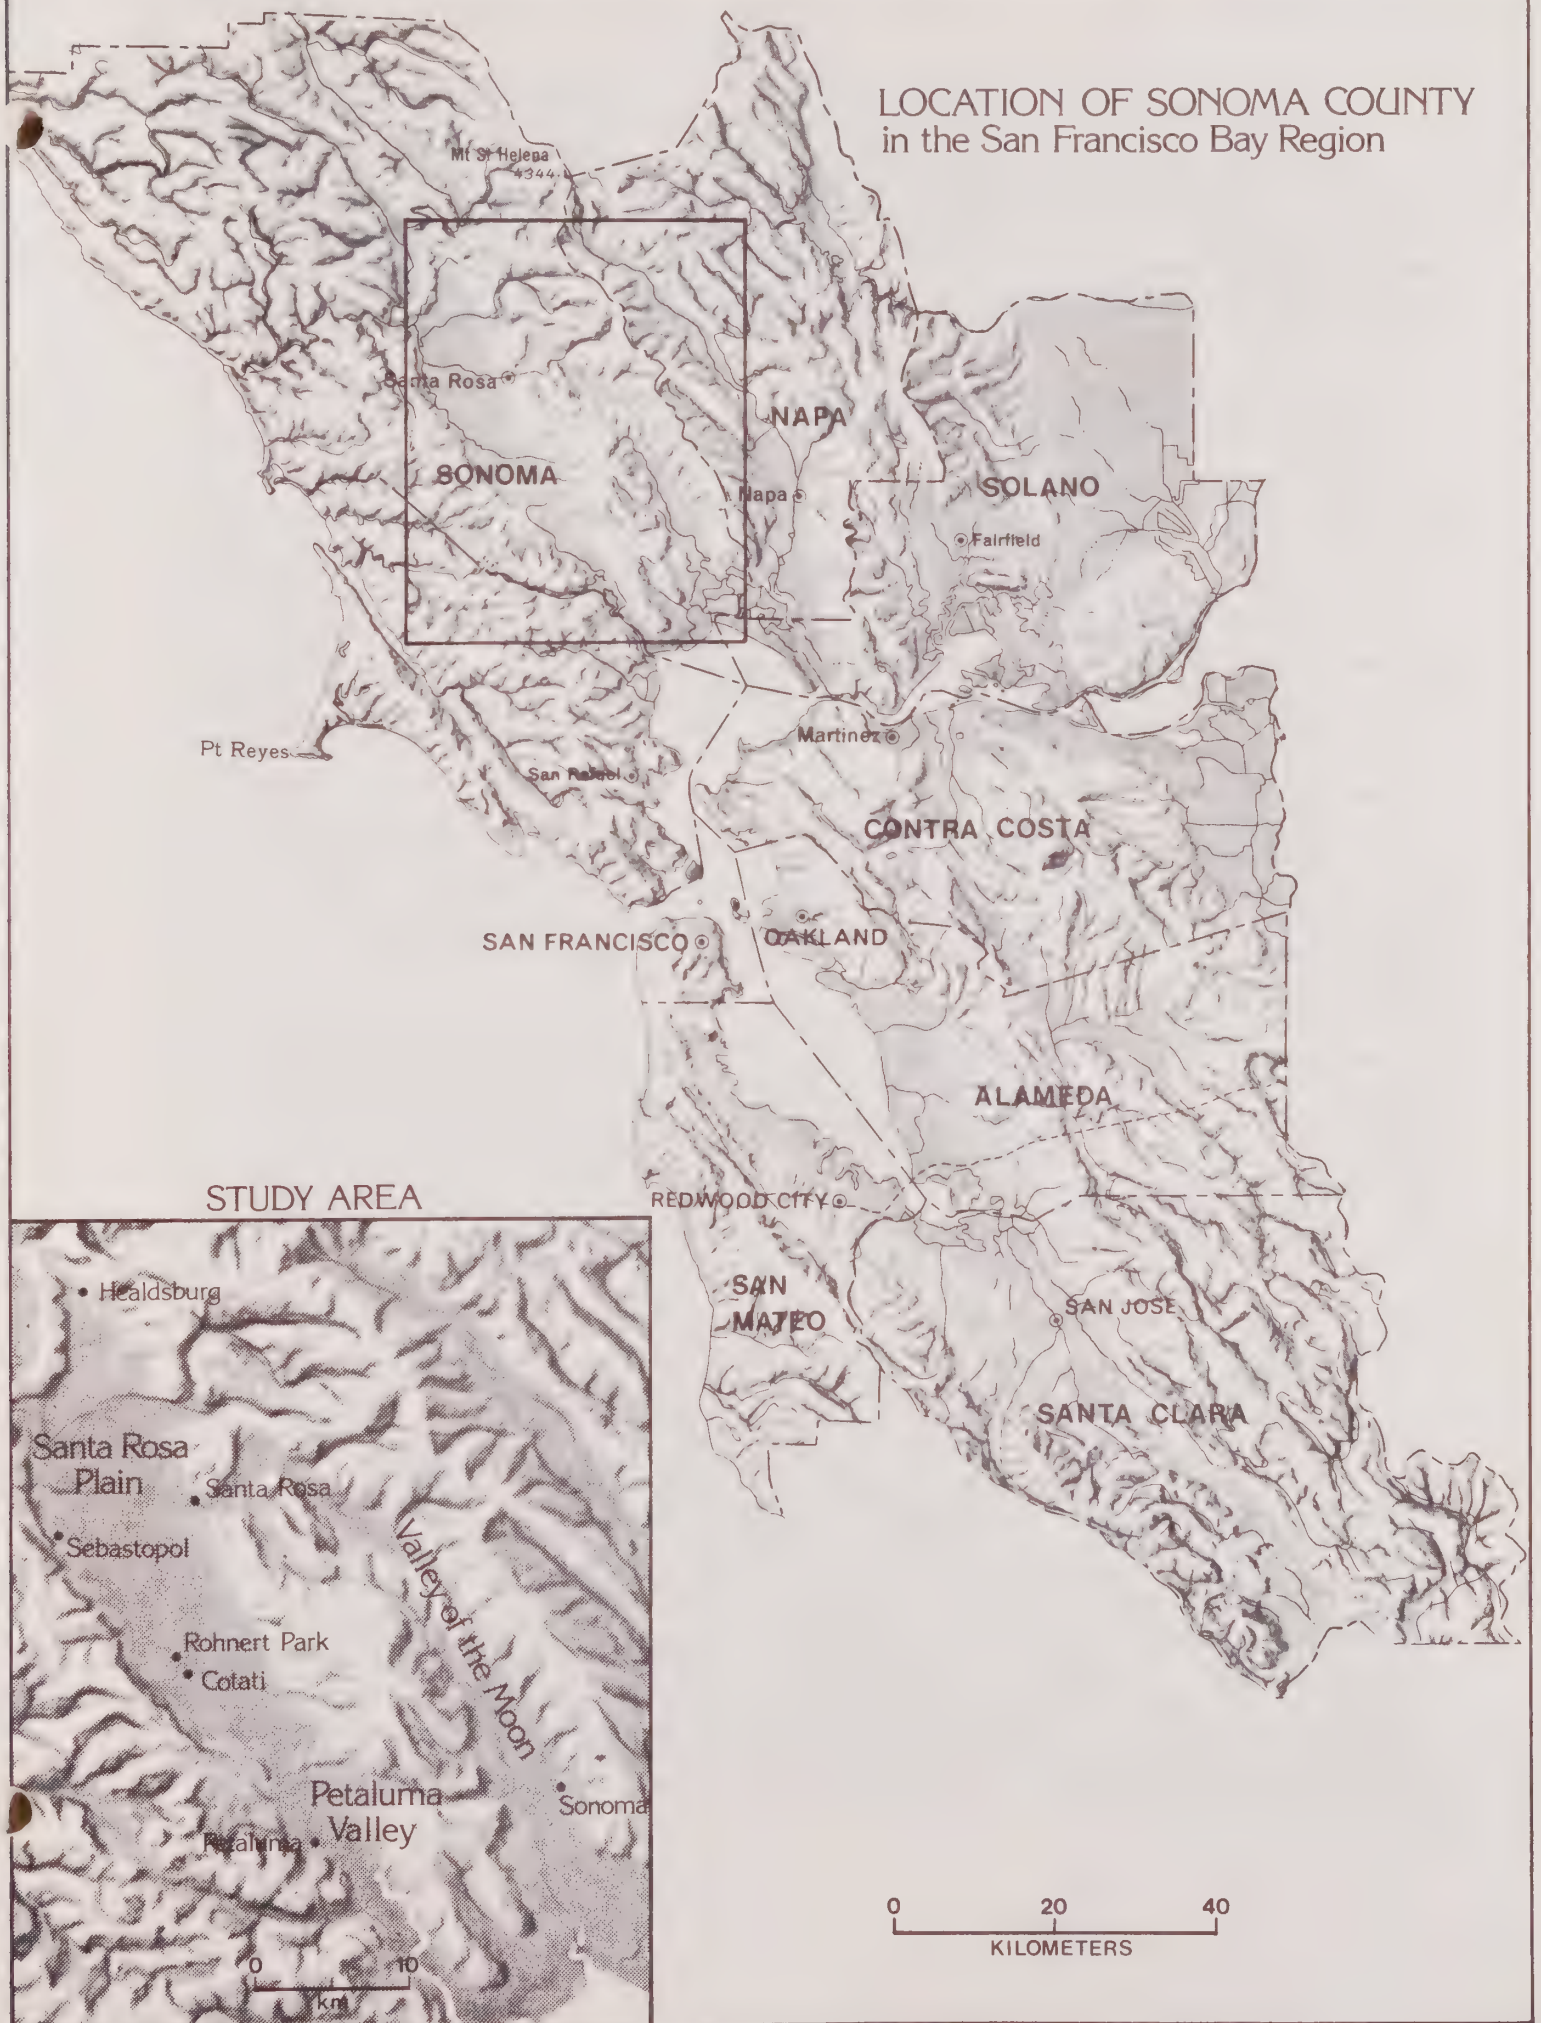 LOCATION OF SONOMA COUNTY
in the San Francisco Bay Region
Mt St Helena
4344
Santa Rosa
NAPA
SONOMA
Napa
SOLANO
Fairfield
Pt Reyes
Martinez
San Rafael
CONTRA COSTA
SAN FRANCISCO
OAKLAND
ALAMEDA
REDWOOD CITY
SAN
MATEO
SAN JOSE
SANTA CLARA
STUDY AREA
Healdsburg
Santa Rosa
Plain
Santa Rosa
Sebastopol
Valley of the Moon
Rohnert Park
Cotati
Petaluma
Valley
Sonoma
Petaluma
0 10
km
0 20 40
KILOMETERS